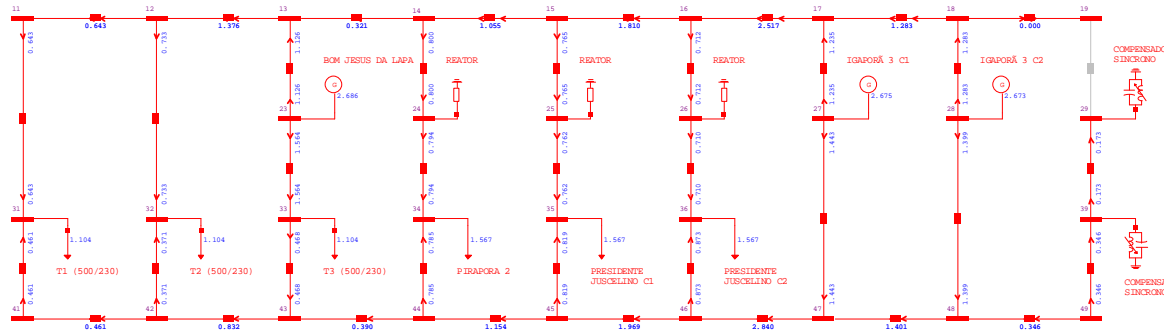 11 12 13 14 15 16 17 18 19
0.643 1.376 0.321 1.055 1.810 2.517 1.283 0.000
0.643 0.733 1.126 0.800 0.765 0.712 1.235 1.283
BOM JESUS DA LAPA REATOR REATOR REATOR IGAPORÃ 3 C1 IGAPORÃ 3 C2
COMPENSADO
SINCRONO
G G G
2.686 2.675 2.673
1.126 0.800 0.765 0.712 1.235 1.283
23 24 25 26 27 28 29
1.564 0.794 0.762 0.710 1.443 1.399 0.173
0.643 0.733 1.564 0.794 0.762 0.710 0.173
31 32 33 34 35 36 39
1.104 1.104 1.104 1.567 1.567 1.567
0.461 0.371 0.468 0.785 0.819 0.873 0.346
T1 (500/230) T2 (500/230) T3 (500/230) PIRAPORA 2
PRESIDENTE
JUSCELINO C1
PRESIDENTE
JUSCELINO C2
COMPENSA
SINCRONO
0.461 0.371 0.468 0.785 0.819 0.873 1.443 1.399 0.346
41 42 43 44 45 46 47 48 49
0.461 0.832 0.390 1.154 1.969 2.840 1.401 0.346